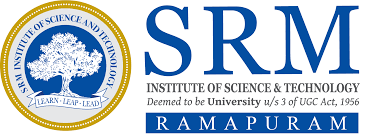 SRM INSTITUTE OF SCIENCE AND TECHNOLOGY
LEARN · LEAP · LEAD
SRM
INSTITUTE OF SCIENCE & TECHNOLOGY
Deemed to be University u/s 3 of UGC Act, 1956
RAMAPURAM